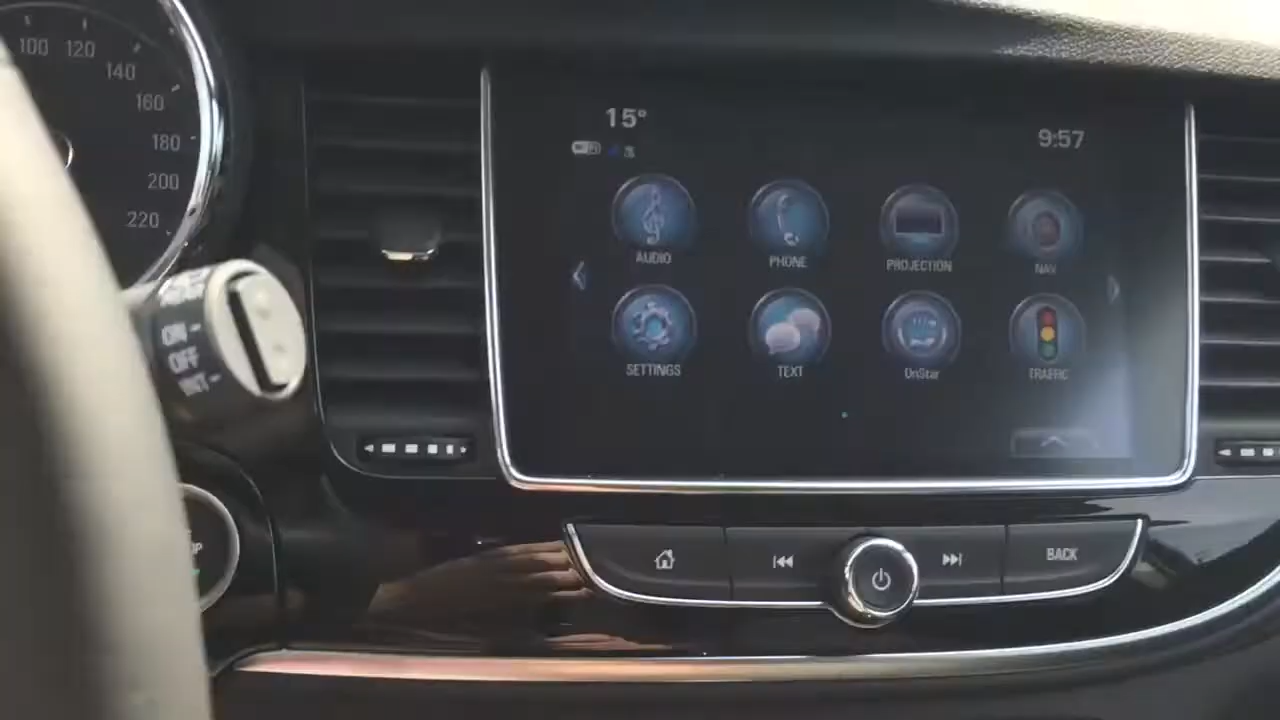 100 120
140
160
180
200
220
ON
OFF
INT
15°
9:57
AUDIO
PHONE
PROJECTION
NAV
SETTINGS
TEXT
OnStar
TRAFFIC
BACK